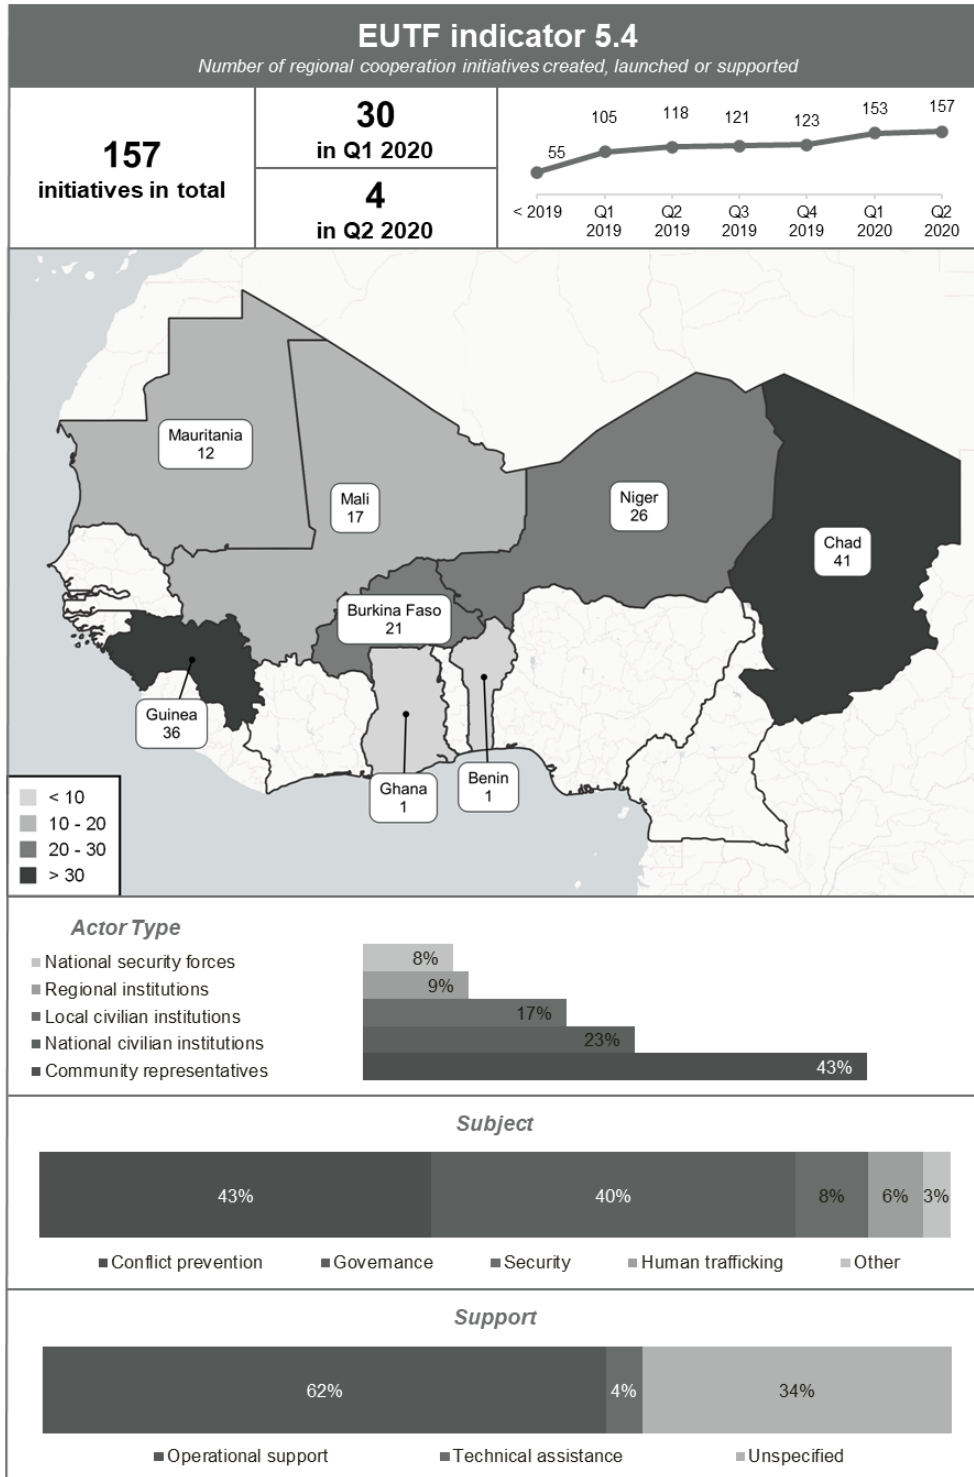 EUTF indicator 5.4
Number of regional cooperation initiatives created, launched or supported
157
initiatives in total
30
in Q1 2020
4
in Q2 2020
55
105
118
121
123
153
157
< 2019
Q1
2019
Q2
2019
Q3
2019
Q4
2019
Q1
2020
Q2
2020
Mauritania
12
Mali
17
Niger
26
Chad
41
Burkina Faso
21
Guinea
36
Ghana
1
Benin
1
< 10
10 - 20
20 - 30
> 30
Actor Type
National security forces
Regional institutions
Local civilian institutions
National civilian institutions
Community representatives
8%
9%
17%
23%
43%
Subject
43%
40%
8%
6%
3%
Conflict prevention
Governance
Security
Human trafficking
Other
Support
62%
4%
34%
Operational support
Technical assistance
Unspecified